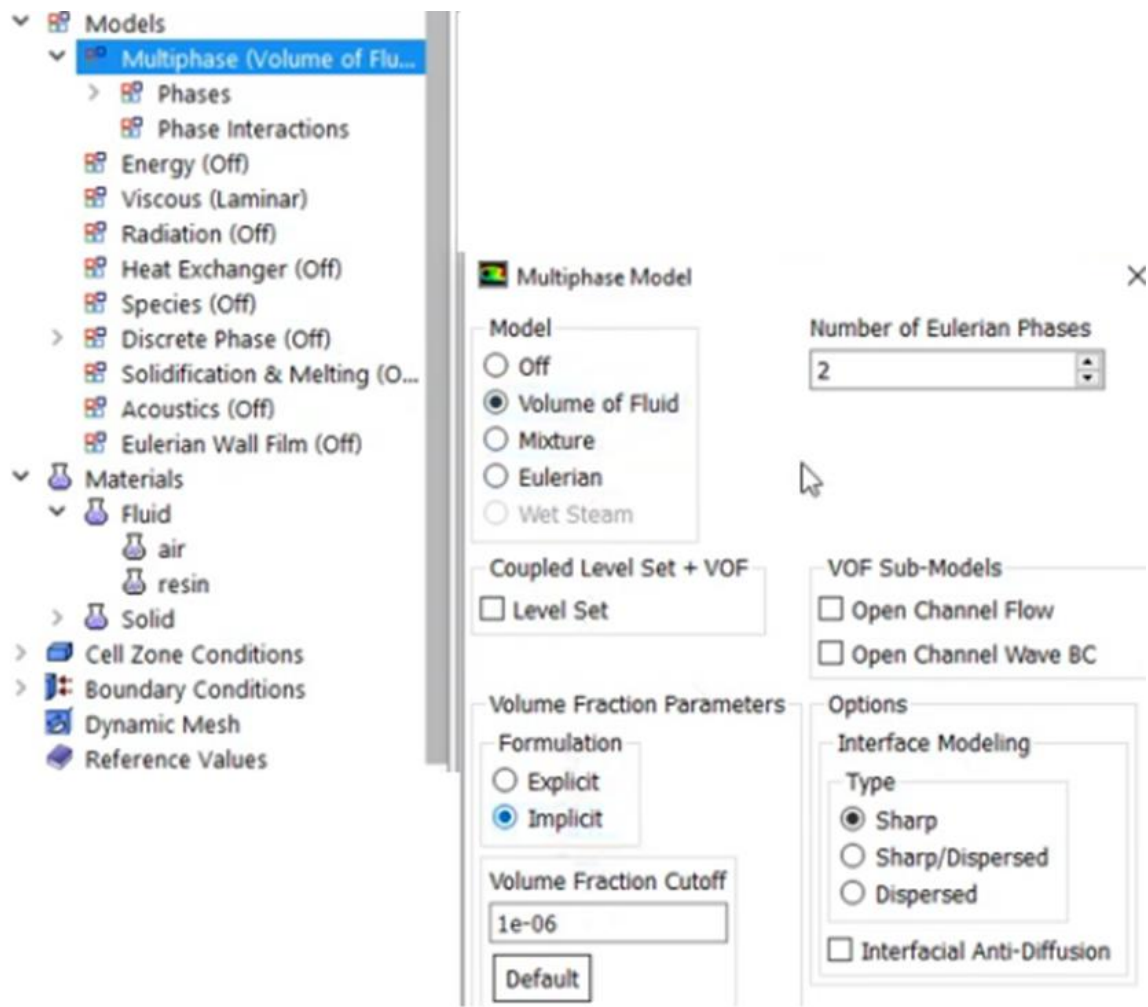 Models
Multiphase (Volume of Flu...
Phases
Phase Interactions
Energy (Off)
Viscous (Laminar)
Radiation (Off)
Heat Exchanger (Off)
Species (Off)
Discrete Phase (Off)
Solidification & Melting (O...
Acoustics (Off)
Eulerian Wall Film (Off)
Materials
Fluid
air
resin
Solid
Cell Zone Conditions
Boundary Conditions
Dynamic Mesh
Reference Values
Multiphase Model
Model
Off
Volume of Fluid
Mixture
Eulerian
Wet Steam
Number of Eulerian Phases
2
Coupled Level Set + VOF
Level Set
VOF Sub-Models
Open Channel Flow
Open Channel Wave BC
Volume Fraction Parameters
Formulation
Explicit
Implicit
Volume Fraction Cutoff
1e-06
Default
Options
Interface Modeling
Type
Sharp
Sharp/Dispersed
Dispersed
Interfacial Anti-Diffusion